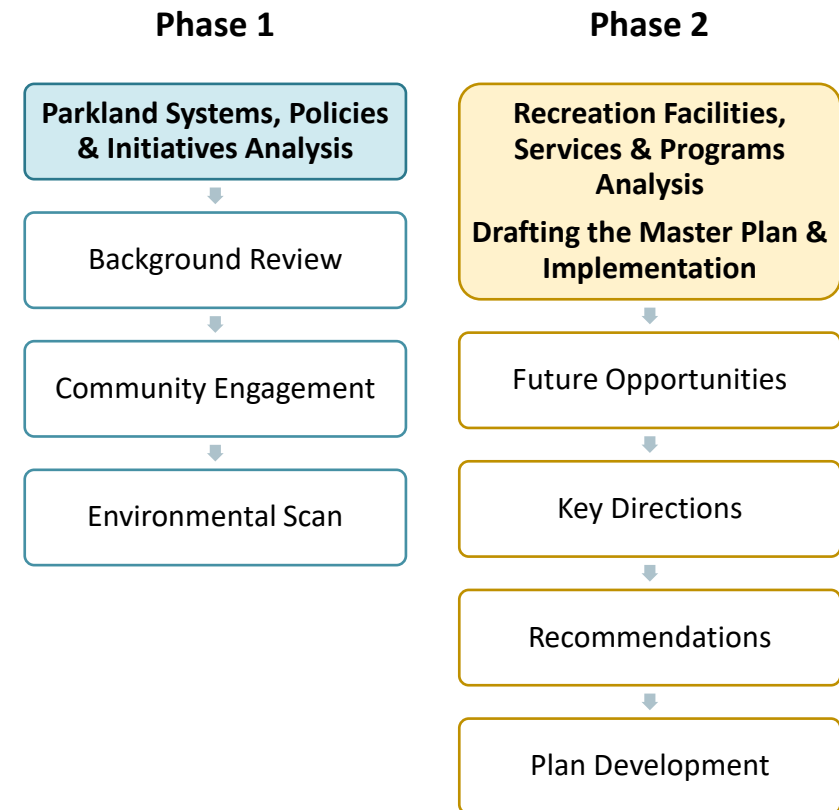 Phase 1
Parkland Systems, Policies
& Initiatives Analysis
Background Review
Community Engagement
Environmental Scan
Phase 2
Recreation Facilities,
Services & Programs
Analysis
Drafting the Master Plan &
Implementation
Future Opportunities
Key Directions
Recommendations
Plan Development